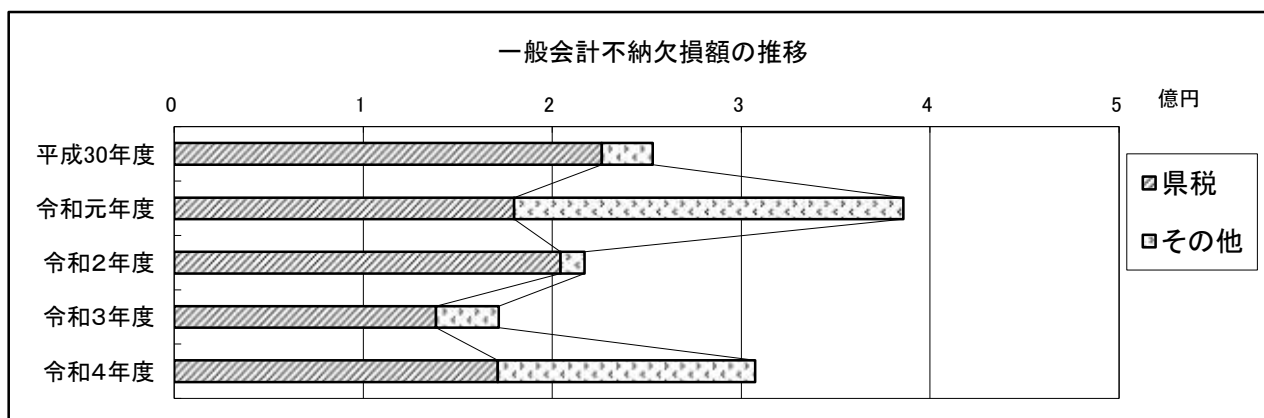 一般会計不納欠損額の推移
0 1 2 3 4 5 億円
平成30年度
令和元年度
令和２年度
令和３年度
令和４年度
県税
その他